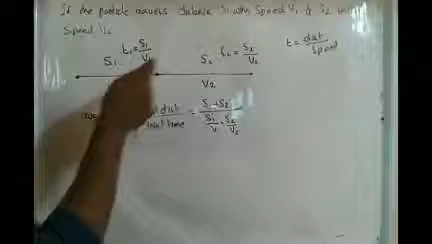 If the particle travels distance S1 with Speed V1 & S2 with
Speed V2
t1 = S1/V1 t2 = S2/V2 t = dist/Speed
S1 S2
V2
dist/time = S1+S2 / S1/V1 + S2/V2